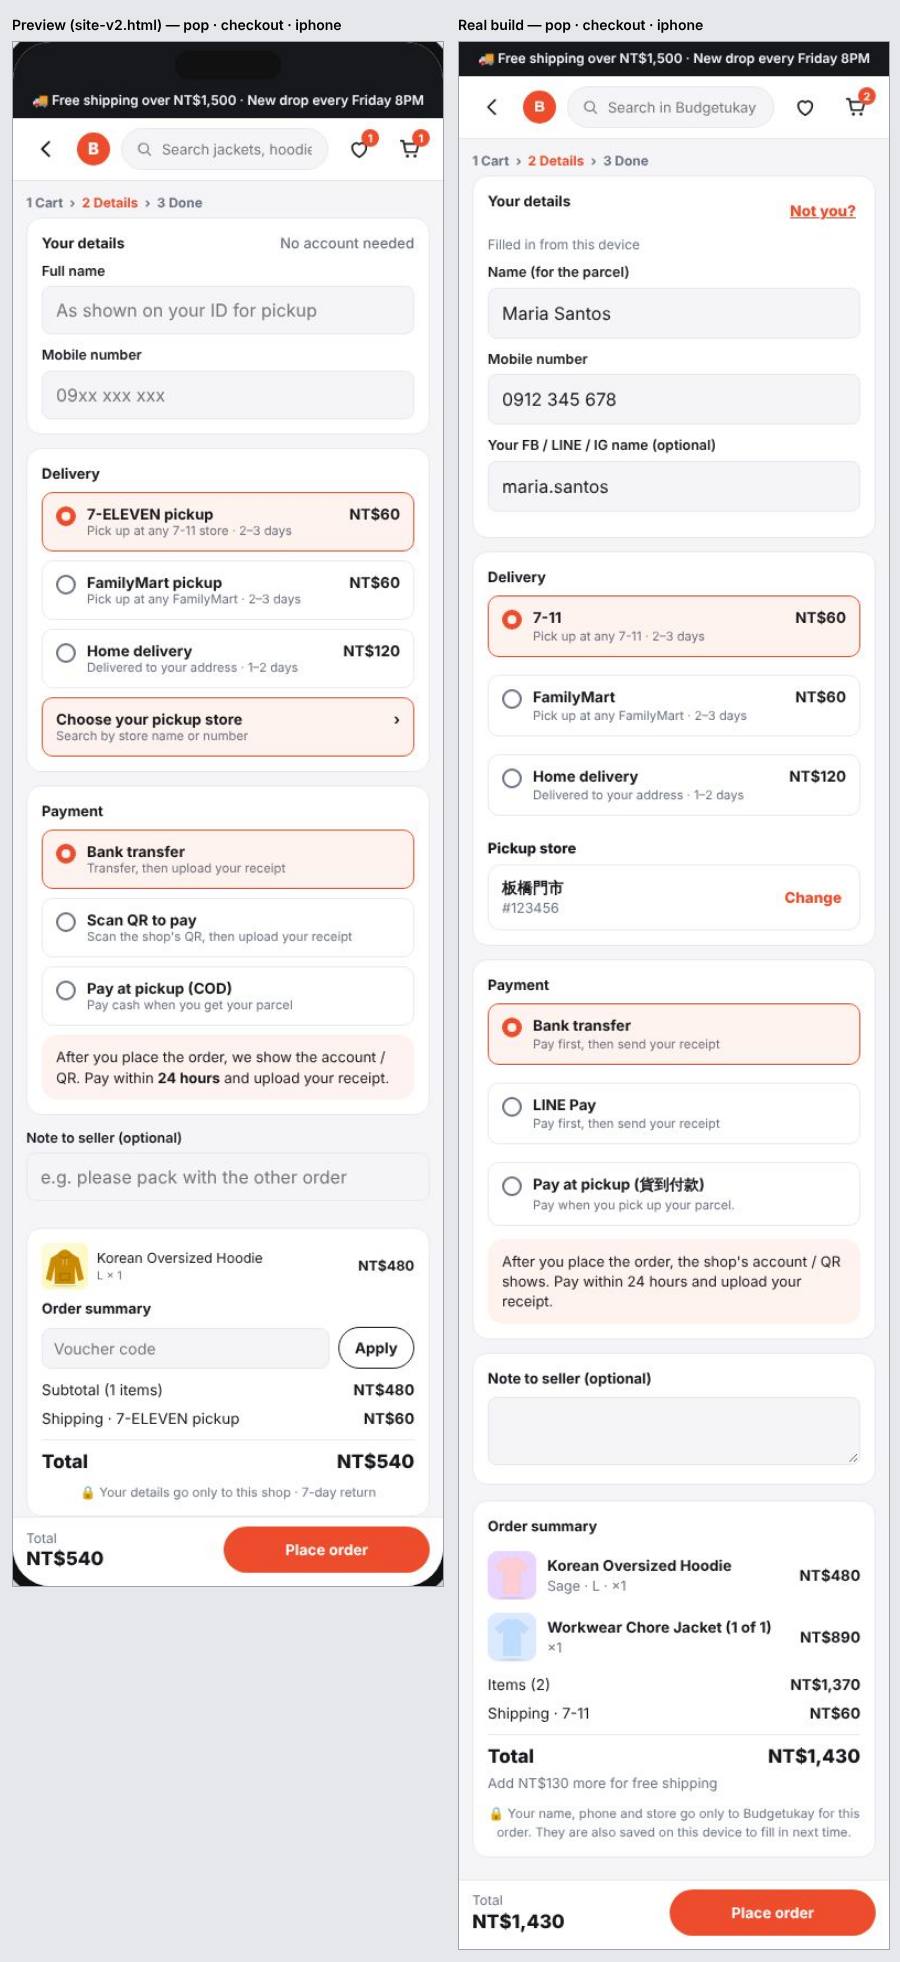 Preview (site-v2.html) — pop · checkout · iphone
🚚 Free shipping over NT$1,500 · New drop every Friday 8PM
B
Search jackets, hoodie
1
1
1 Cart › 2 Details › 3 Done
Your details
No account needed
Full name
As shown on your ID for pickup
Mobile number
09xx xxx xxx
Delivery
7-ELEVEN pickup
NT$60
Pick up at any 7-11 store · 2–3 days
FamilyMart pickup
NT$60
Pick up at any FamilyMart · 2–3 days
Home delivery
NT$120
Delivered to your address · 1–2 days
Choose your pickup store
›
Search by store name or number
Payment
Bank transfer
Transfer, then upload your receipt
Scan QR to pay
Scan the shop's QR, then upload your receipt
Pay at pickup (COD)
Pay cash when you get your parcel
After you place the order, we show the account /
QR. Pay within 24 hours and upload your receipt.
Note to seller (optional)
e.g. please pack with the other order
Korean Oversized Hoodie
L × 1
NT$480
Order summary
Voucher code
Apply
Subtotal (1 items)
NT$480
Shipping · 7-ELEVEN pickup
NT$60
Total
NT$540
🔒 Your details go only to this shop · 7-day return
Total
NT$540
Place order
Real build — pop · checkout · iphone
🚚 Free shipping over NT$1,500 · New drop every Friday 8PM
B
Search in Budgetukay
2
1 Cart › 2 Details › 3 Done
Your details
Not you?
Filled in from this device
Name (for the parcel)
Maria Santos
Mobile number
0912 345 678
Your FB / LINE / IG name (optional)
maria.santos
Delivery
7-11
NT$60
Pick up at any 7-11 · 2–3 days
FamilyMart
NT$60
Pick up at any FamilyMart · 2–3 days
Home delivery
NT$120
Delivered to your address · 1–2 days
Pickup store
板橋門市
#123456
Change
Payment
Bank transfer
Pay first, then send your receipt
LINE Pay
Pay first, then send your receipt
Pay at pickup (貨到付款)
Pay when you pick up your parcel.
After you place the order, the shop's account / QR
shows. Pay within 24 hours and upload your
receipt.
Note to seller (optional)
Order summary
Korean Oversized Hoodie
Sage · L · ×1
NT$480
Workwear Chore Jacket (1 of 1)
×1
NT$890
Items (2)
NT$1,370
Shipping · 7-11
NT$60
Total
NT$1,430
Add NT$130 more for free shipping
🔒 Your name, phone and store go only to Budgetukay for this
order. They are also saved on this device to fill in next time.
Total
NT$1,430
Place order